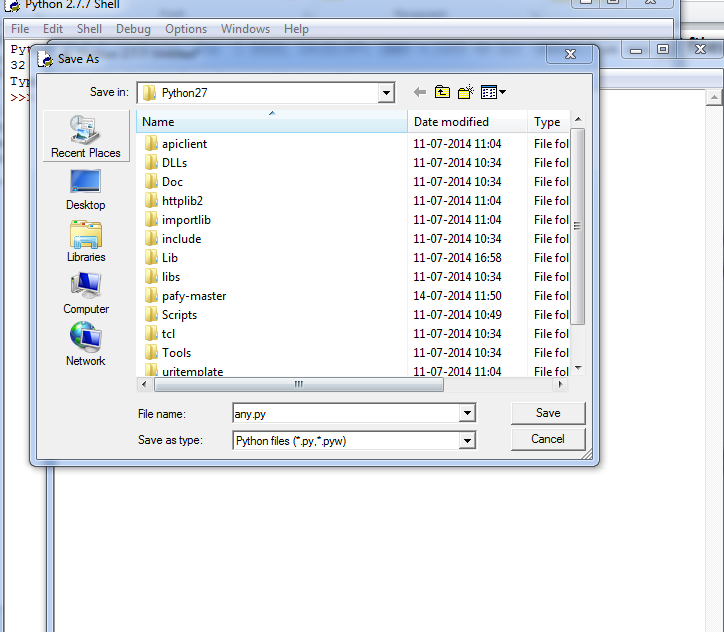 Python 2.7.7 Shell
File Edit Shell Debug Options Windows Help
32
>>
Save As
Save in: Python27
Name Date modified Type
apiclient 11-07-2014 11:04 File fol
DLLs 11-07-2014 10:34 File fol
Doc 11-07-2014 10:34 File fol
httplib2 11-07-2014 11:04 File fol
importlib 11-07-2014 11:04 File fol
include 11-07-2014 10:34 File fol
Lib 11-07-2014 16:58 File fol
libs 11-07-2014 10:34 File fol
pafy-master 14-07-2014 11:50 File fol
Scripts 11-07-2014 10:49 File fol
tcl 11-07-2014 10:34 File fol
Tools 11-07-2014 10:34 File fol
uritemplate 11-07-2014 11:04 File fol
Recent Places
Desktop
Libraries
Computer
Network
File name: any.py Save
Save as type: Python files (*.py,*.pyw) Cancel